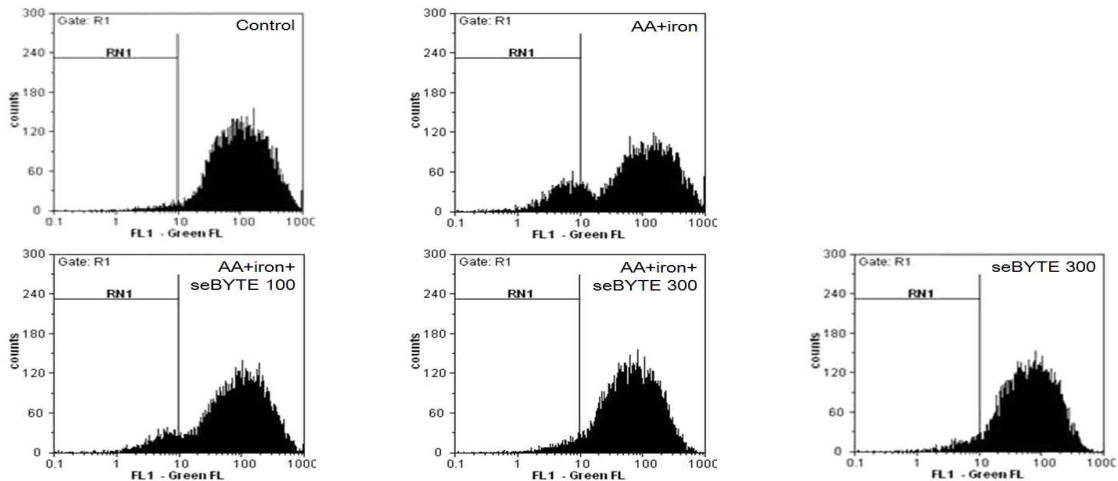 300
240
180
120
60
0
counts
Gate: R1
Control
RN1
0.1 1 10 100 1000
FL1 - Green FL
300
240
180
120
60
0
counts
Gate: R1
AA+iron
RN1
0.1 1 10 100 1000
FL1 - Green FL
300
240
180
120
60
0
counts
Gate: R1
AA+iron+
seBYTE 100
RN1
0.1 1 10 100 1000
FL1 - Green FL
300
240
180
120
60
0
counts
Gate: R1
AA+iron+
seBYTE 300
RN1
0.1 1 10 100 1000
FL1 - Green FL
300
240
180
120
60
0
counts
Gate: R1
seBYTE 300
RN1
0.1 1 10 100 1000
FL1 - Green FL